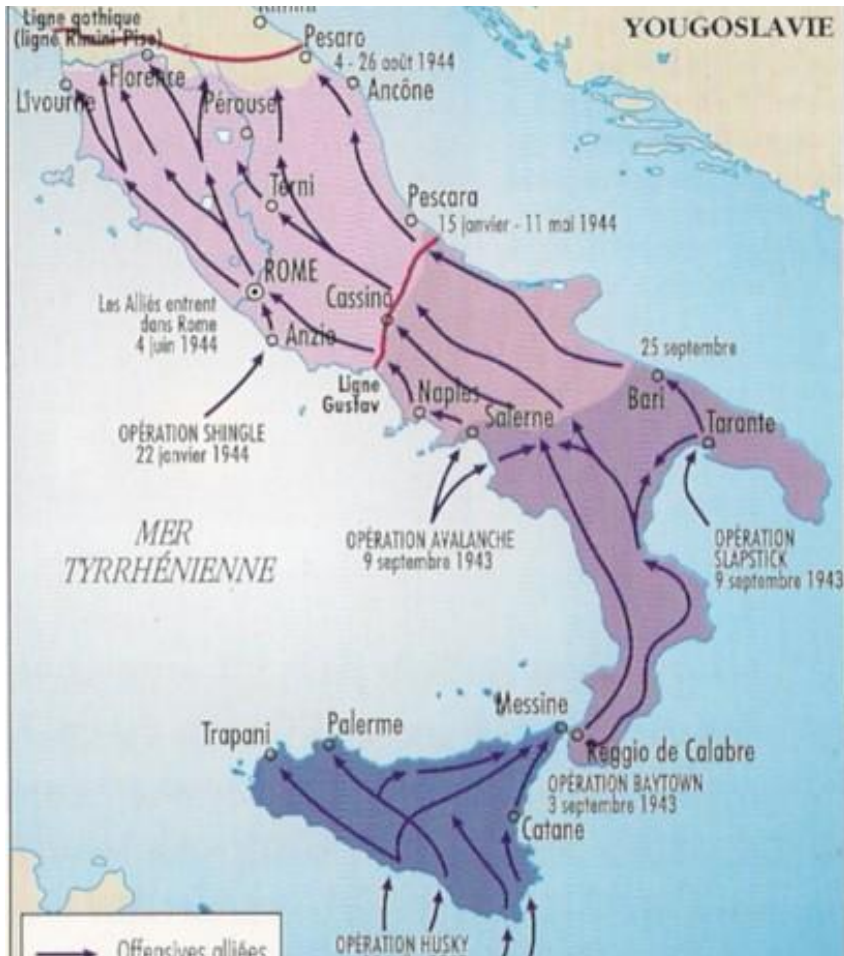 Ligne gothique
(ligne Rimini-Pise)
YOUGOSLAVIE
Pesaro
4 - 26 août 1944
Florence
Ancône
Livourne
Pérouse
Terni
Pescara
15 janvier - 11 mai 1944
ROME
Cassino
Les Alliés entrent
dans Rome
4 juin 1944
Anzio
25 septembre
Ligne
Gustav
Naples
Bari
Salerne
Tarante
OPÉRATION SHINGLE
22 janvier 1944
MER
TYRRHÉNIENNE
OPÉRATION AVALANCHE
9 septembre 1943
OPÉRATION
SLAPSTICK
9 septembre 1943
Messine
Palerme
Trapani
Reggio de Calabre
OPÉRATION BAYTOWN
3 septembre 1943
Catane
OPÉRATION HUSKY
Offensives alliées